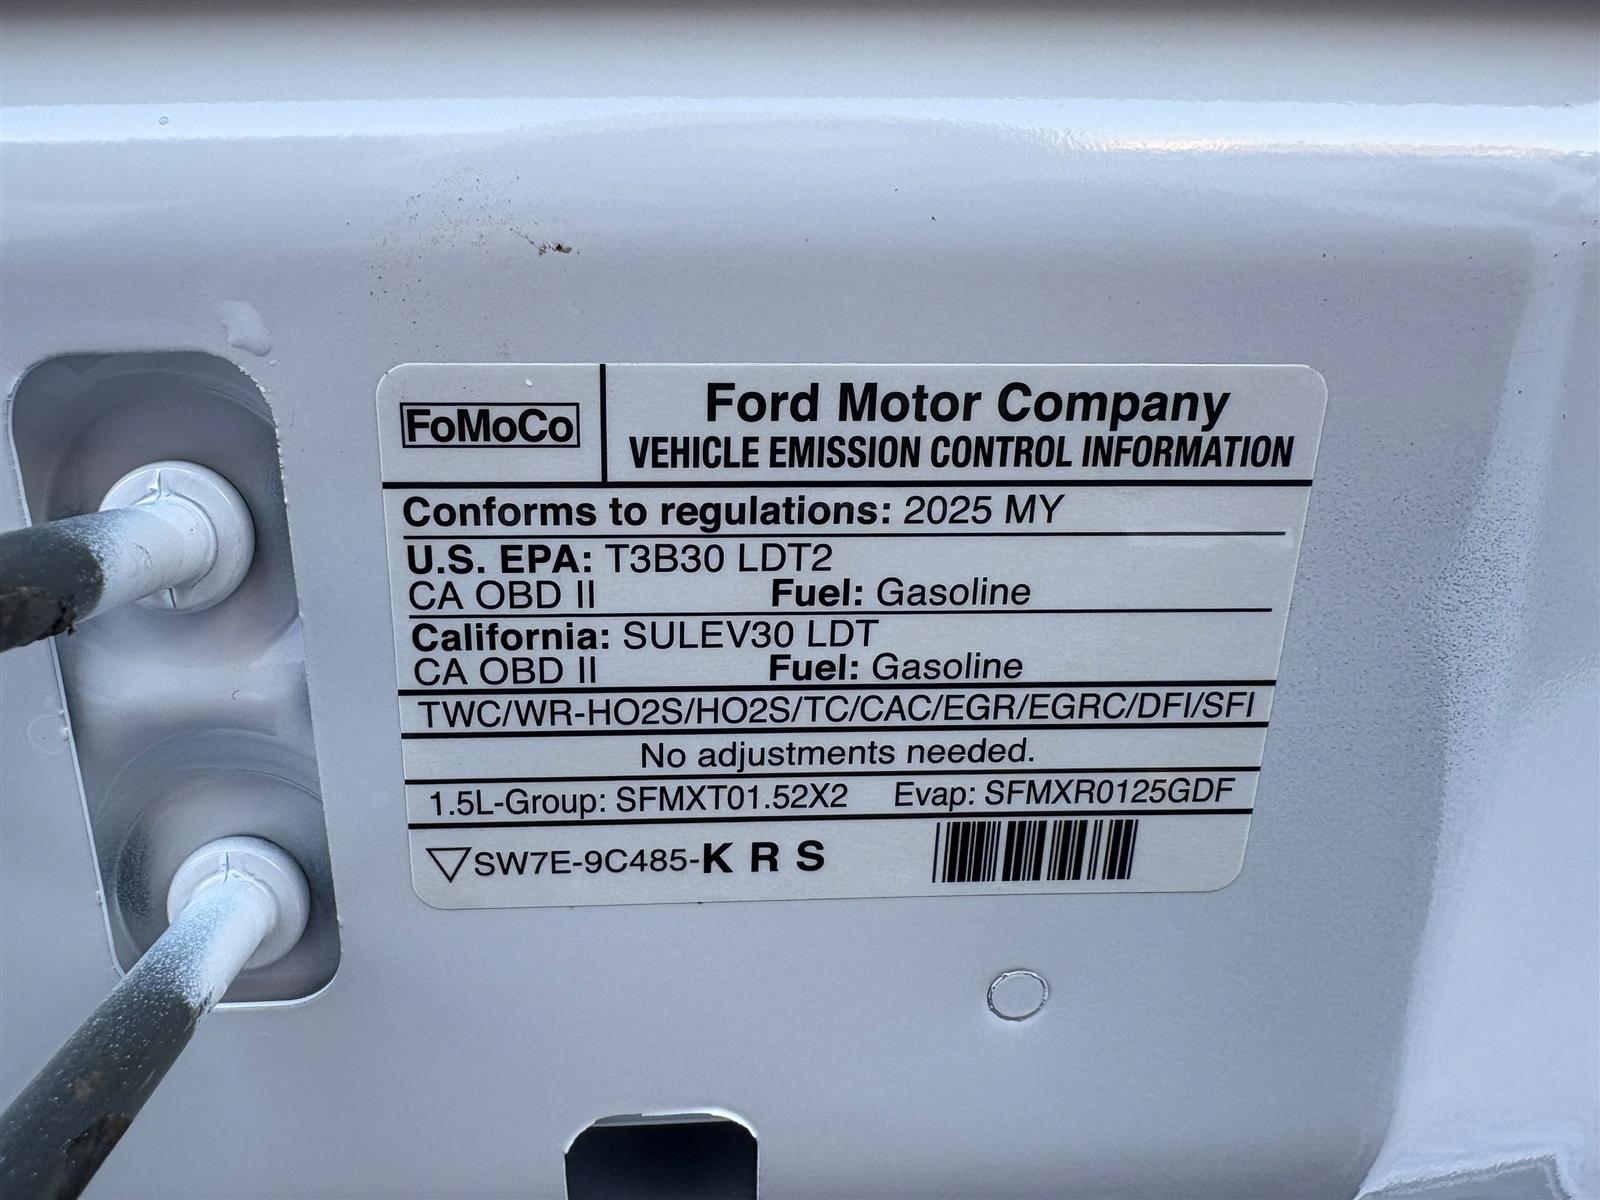 FoMoCo
Ford Motor Company
VEHICLE EMISSION CONTROL INFORMATION
Conforms to regulations: 2025 MY
U.S. EPA: T3B30 LDT2
CA OBD II Fuel: Gasoline
California: SULEV30 LDT
CA OBD II Fuel: Gasoline
TWC/WR-HO2S/HO2S/TC/CAC/EGR/EGRC/DFI/SFI
No adjustments needed.
1.5L-Group: SFMXT01.52X2 Evap: SFMXR0125GDF
SW7E-9C485-K R S